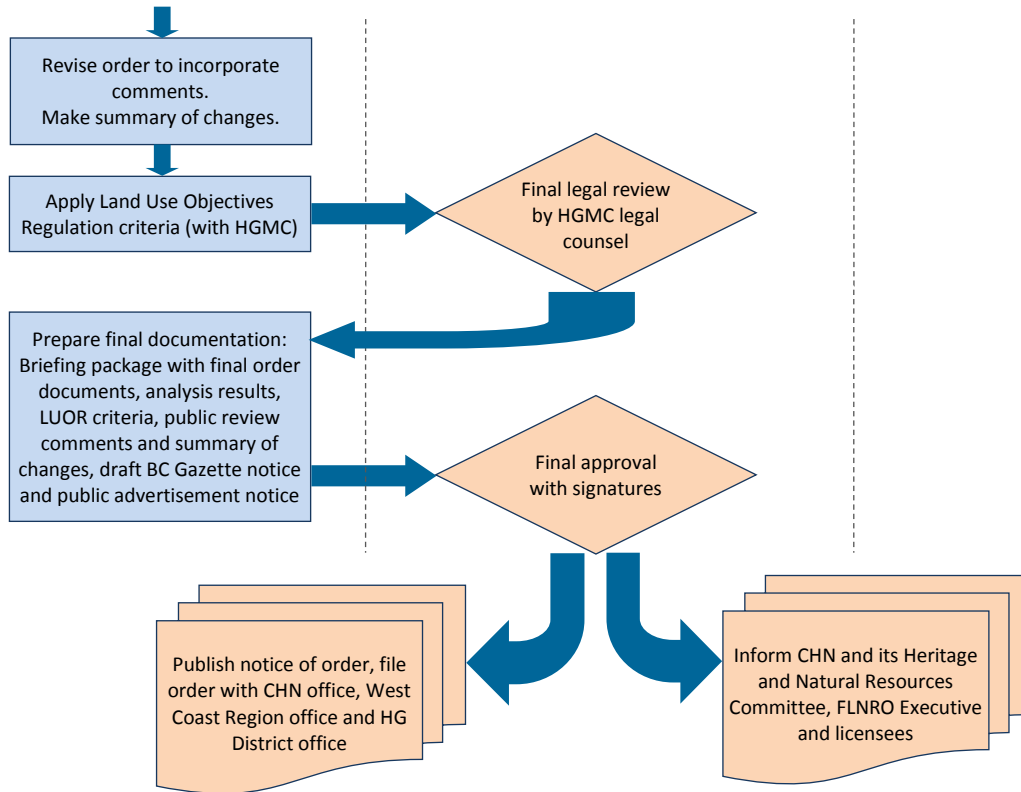 Revise order to incorporate
comments.
Make summary of changes.
Apply Land Use Objectives
Regulation criteria (with HGMC)
Final legal review
by HGMC legal
counsel
Prepare final documentation:
Briefing package with final order
documents, analysis results,
LUOR criteria, public review
comments and summary of
changes, draft BC Gazette notice
and public advertisement notice
Final approval
with signatures
Publish notice of order, file
order with CHN office, West
Coast Region office and HG
District office
Inform CHN and its Heritage
and Natural Resources
Committee, FLNRO Executive
and licensees